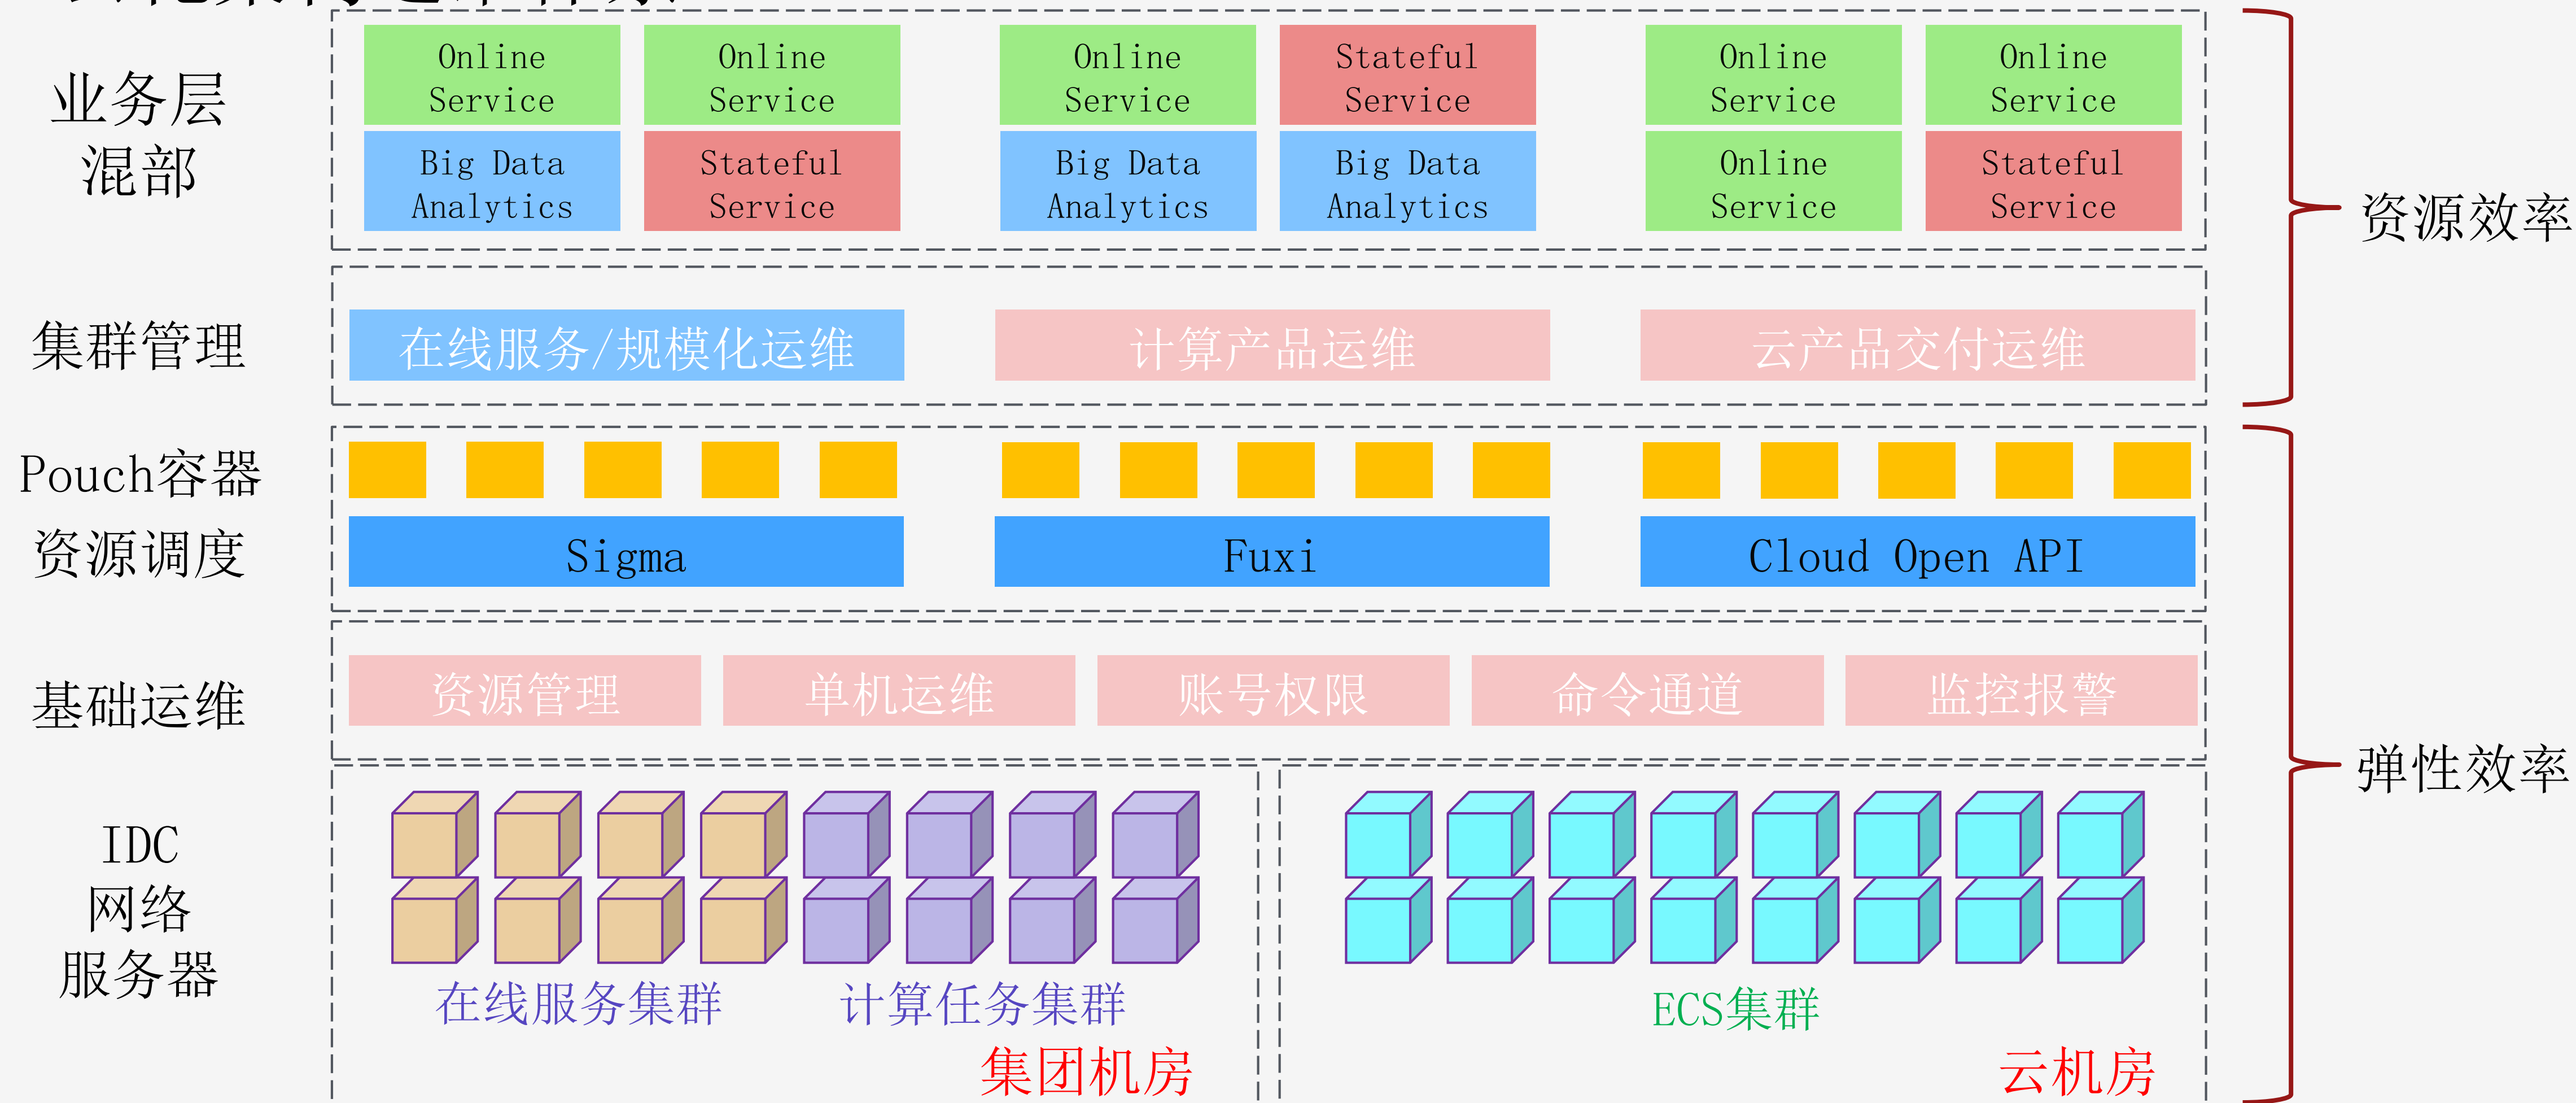 业务层
混部
Online
Service
Online
Service
Online
Service
Stateful
Service
Online
Service
Online
Service
Big Data
Analytics
Stateful
Service
Big Data
Analytics
Big Data
Analytics
Online
Service
Stateful
Service
资源效率
集群管理
在线服务/规模化运维
计算产品运维
云产品交付运维
Pouch容器
资源调度
Sigma
Fuxi
Cloud Open API
基础运维
资源管理
单机运维
账号权限
命令通道
监控报警
弹性效率
IDC
网络
服务器
在线服务集群
计算任务集群
ECS集群
集团机房
云机房